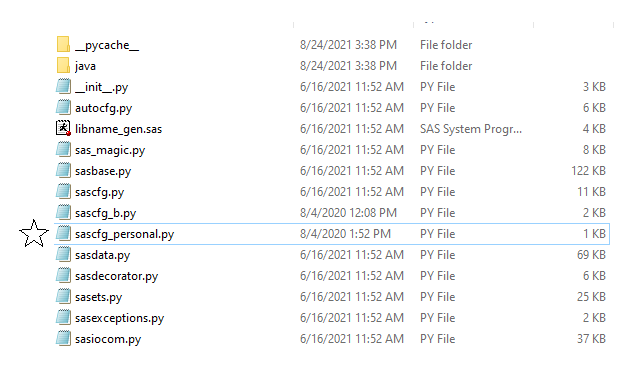 __pycache__ 8/24/2021 3:38 PM File folder
java 8/24/2021 3:38 PM File folder
__init__.py 6/16/2021 11:52 AM PY File 3 KB
autocfg.py 6/16/2021 11:52 AM PY File 6 KB
libname_gen.sas 6/16/2021 11:52 AM SAS System Progr... 4 KB
sas_magic.py 6/16/2021 11:52 AM PY File 8 KB
sasbase.py 6/16/2021 11:52 AM PY File 122 KB
sascfg.py 6/16/2021 11:52 AM PY File 11 KB
sascfg_b.py 8/4/2020 12:08 PM PY File 2 KB
sascfg_personal.py 8/4/2020 1:52 PM PY File 1 KB
sasdata.py 6/16/2021 11:52 AM PY File 69 KB
sasdecorator.py 6/16/2021 11:52 AM PY File 6 KB
sasets.py 6/16/2021 11:52 AM PY File 25 KB
sasexceptions.py 6/16/2021 11:52 AM PY File 2 KB
sasiocom.py 6/16/2021 11:52 AM PY File 37 KB